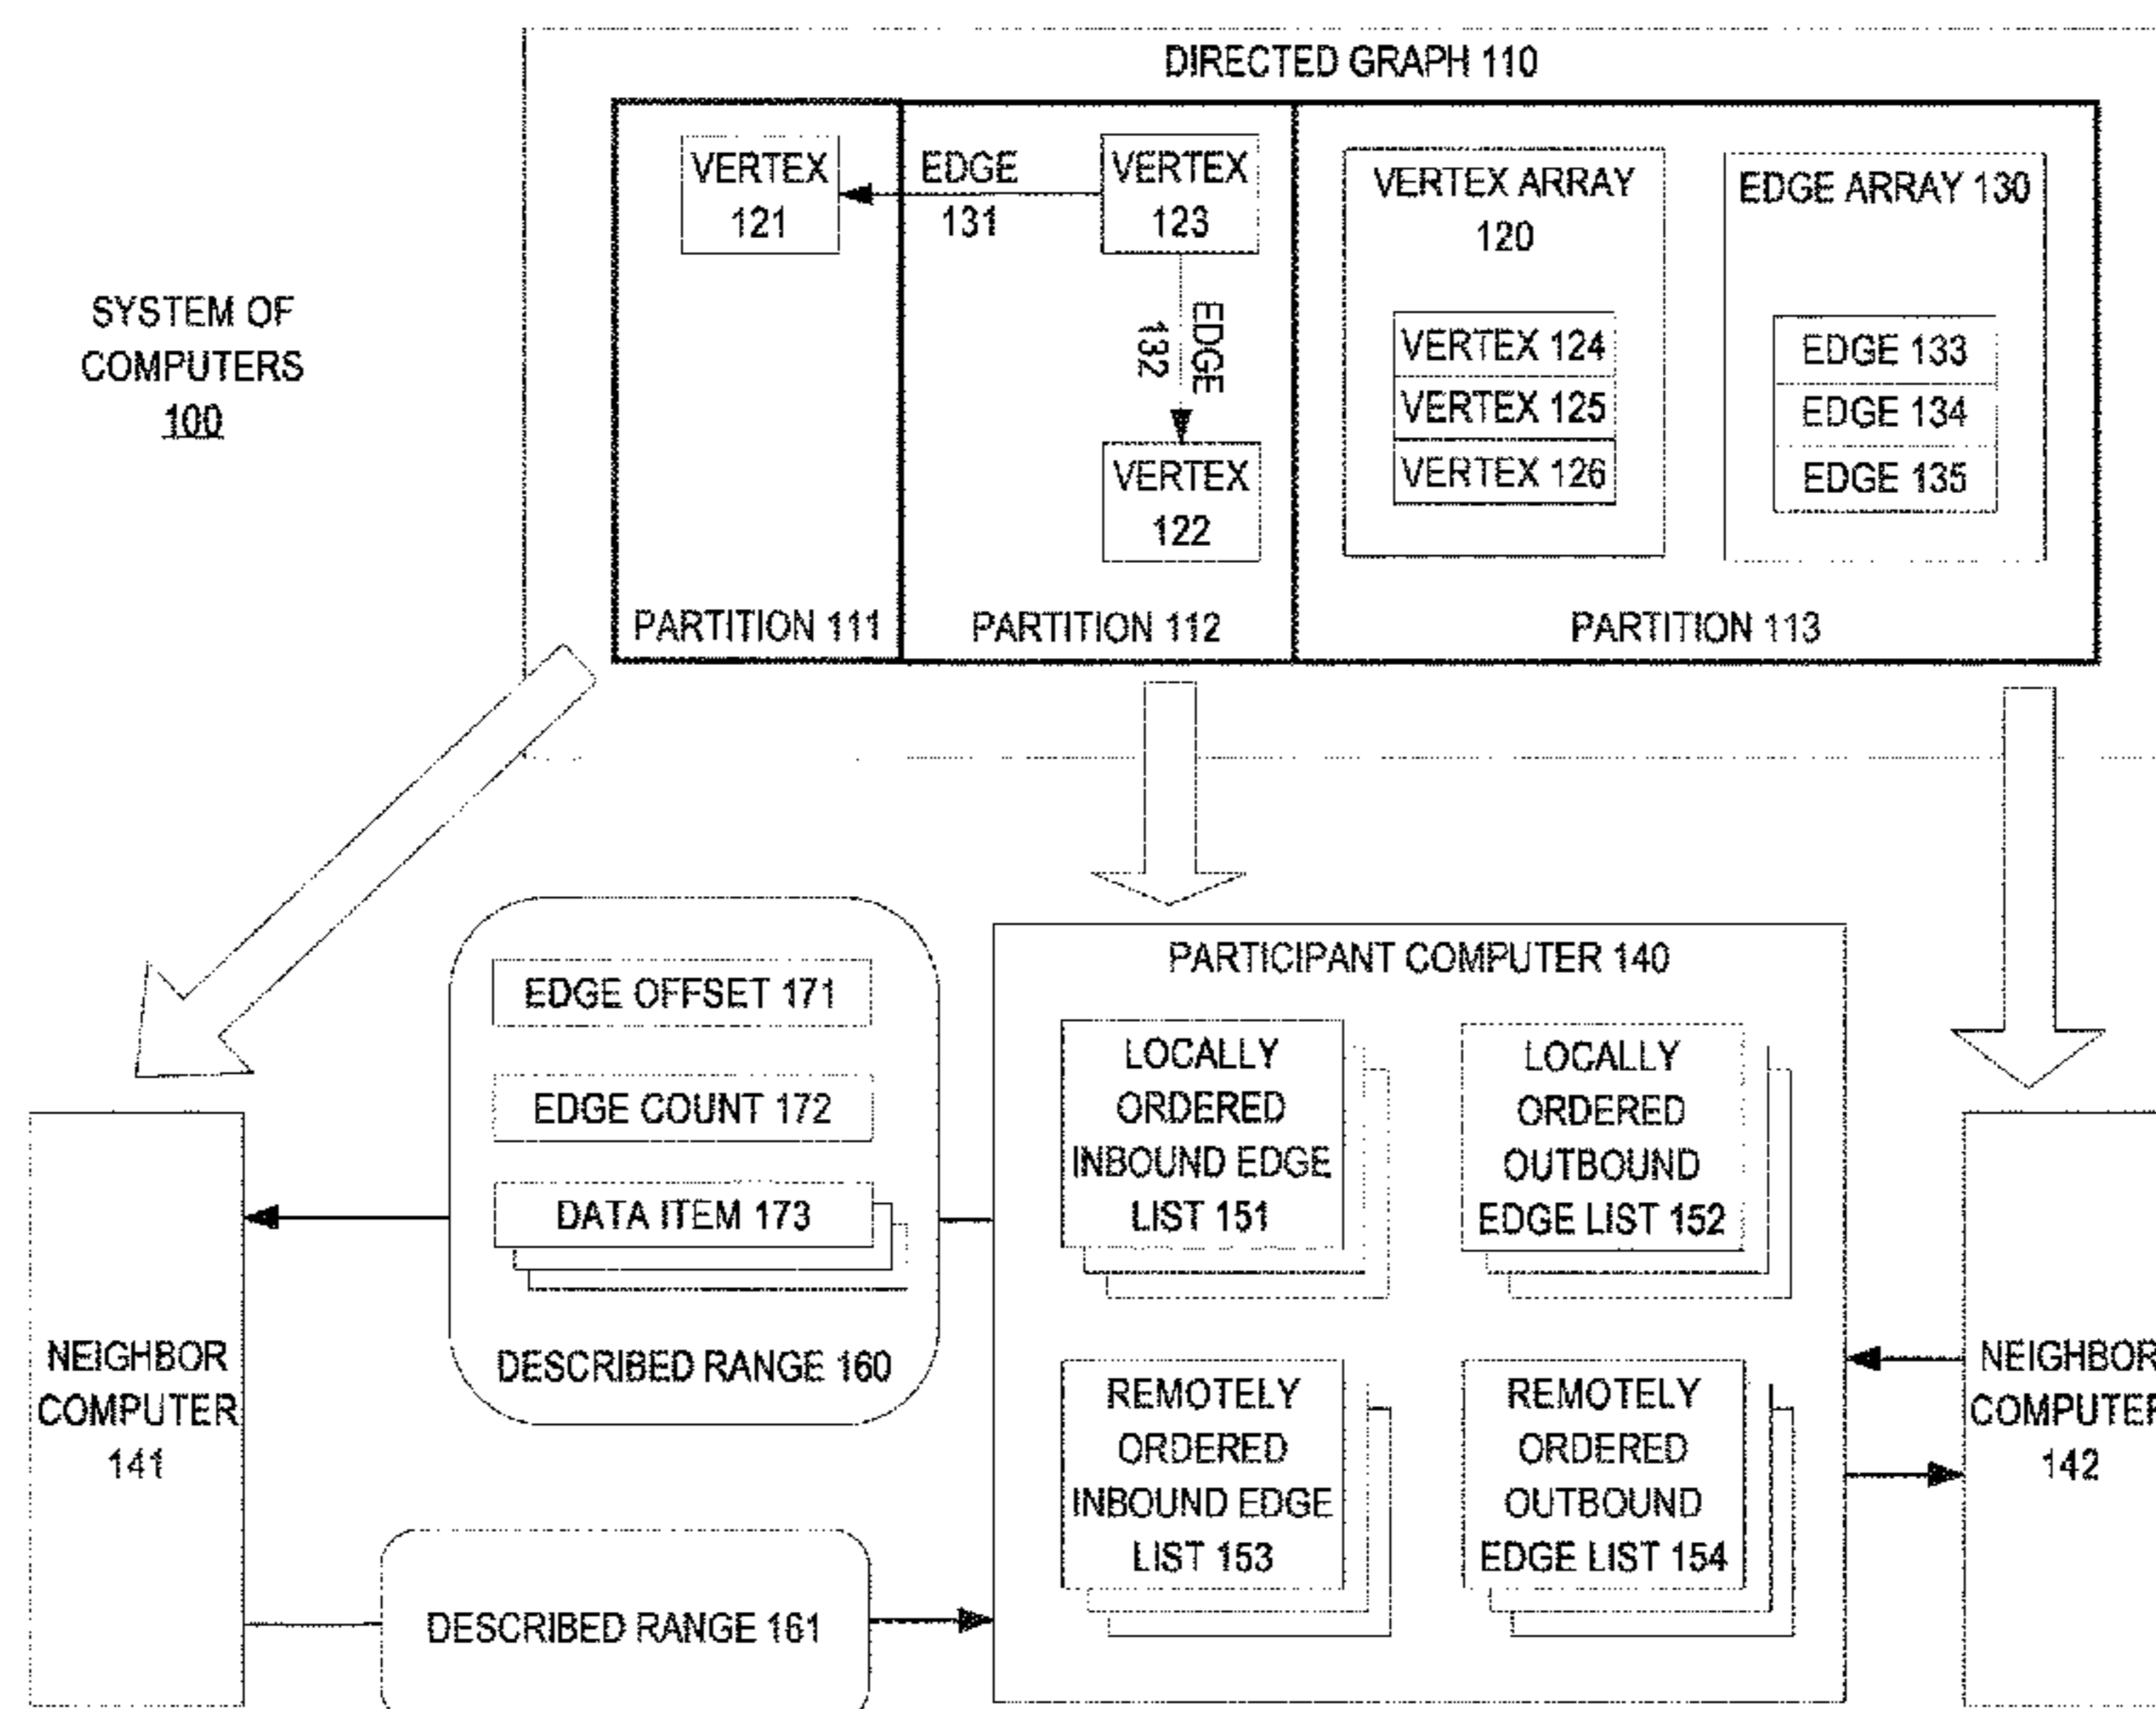 DIRECTED GRAPH 110
VERTEX
121
EDGE
131
VERTEX
123
EDGE
132
VERTEX
122
VERTEX ARRAY
120
VERTEX 124
VERTEX 125
VERTEX 126
EDGE ARRAY 130
EDGE 133
EDGE 134
EDGE 135
PARTITION 111
PARTITION 112
PARTITION 113
SYSTEM OF
COMPUTERS
100
EDGE OFFSET 171
EDGE COUNT 172
DATA ITEM 173
DESCRIBED RANGE 160
PARTICIPANT COMPUTER 140
LOCALLY
ORDERED
INBOUND EDGE
LIST 151
LOCALLY
ORDERED
OUTBOUND
EDGE LIST 152
REMOTELY
ORDERED
INBOUND EDGE
LIST 153
REMOTELY
ORDERED
OUTBOUND
EDGE LIST 154
NEIGHBOR
COMPUTER
141
NEIGHBOR
COMPUTER
142
DESCRIBED RANGE 161